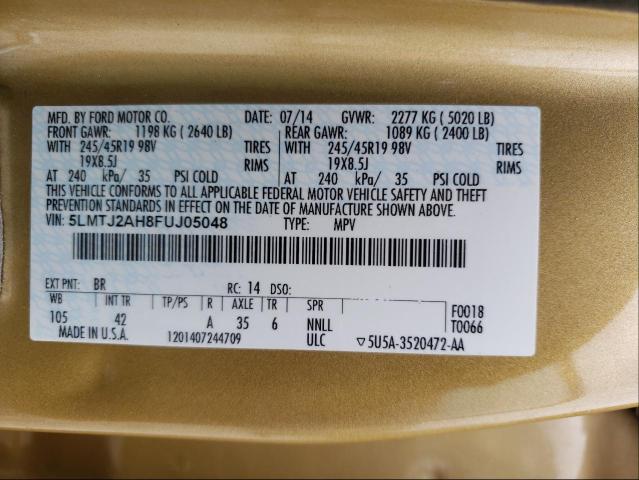 MFD. BY FORD MOTOR CO. DATE: 07/14 GVWR: 2277 KG ( 5020 LB)
FRONT GAWR: 1198 KG ( 2640 LB) REAR GAWR: 1089 KG ( 2400 LB)
WITH 245/45R19 98V TIRES WITH 245/45R19 98V TIRES
19X8.5J RIMS 19X8.5J RIMS
AT 240 kPa/ 35 PSI COLD AT 240 kPa/ 35 PSI COLD
THIS VEHICLE CONFORMS TO ALL APPLICABLE FEDERAL MOTOR VEHICLE SAFETY AND THEFT
PREVENTION STANDARDS IN EFFECT ON THE DATE OF MANUFACTURE SHOWN ABOVE.
VIN: 5LMTJ2AH8FUJ05048 TYPE: MPV
EXT PNT: BR RC: 14 DSO:
WB INT TR TP/PS R AXLE TR SPR F0018
105 42 A 35 6 NNLL T0066
MADE IN U.S.A. 1201407244709 ULC ▽5U5A-3520472-AA